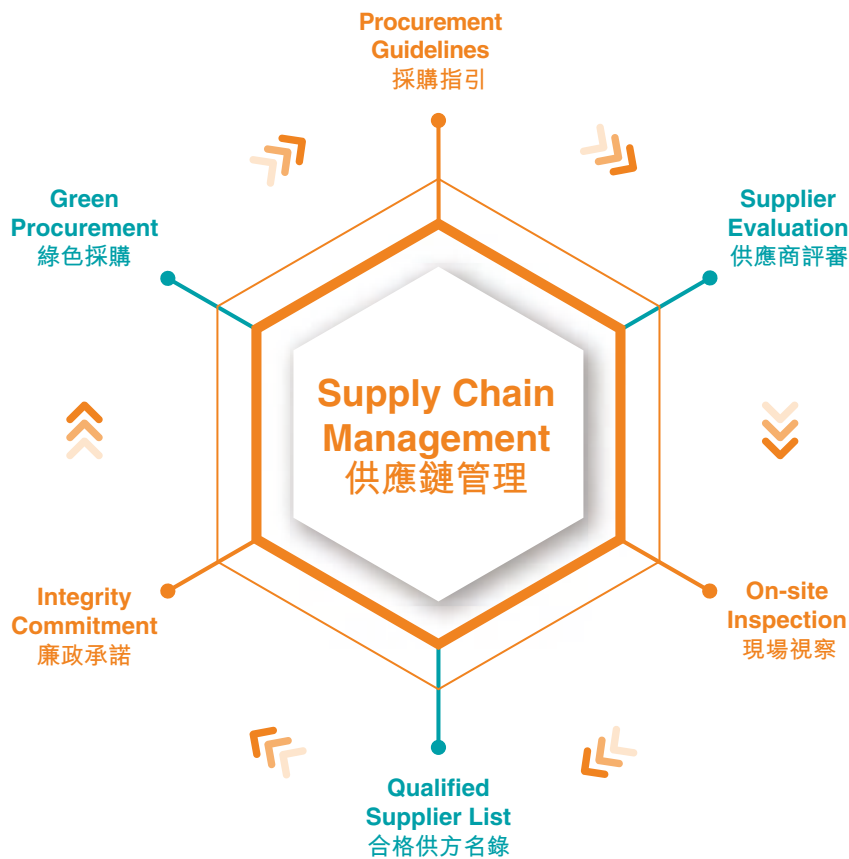 Procurement
Guidelines
採購指引
Green
Procurement
綠色採購
Supplier
Evaluation
供應商評審
Supply Chain
Management
供應鏈管理
Integrity
Commitment
廉政承諾
On-site
Inspection
現場視察
Qualified
Supplier List
合格供方名錄